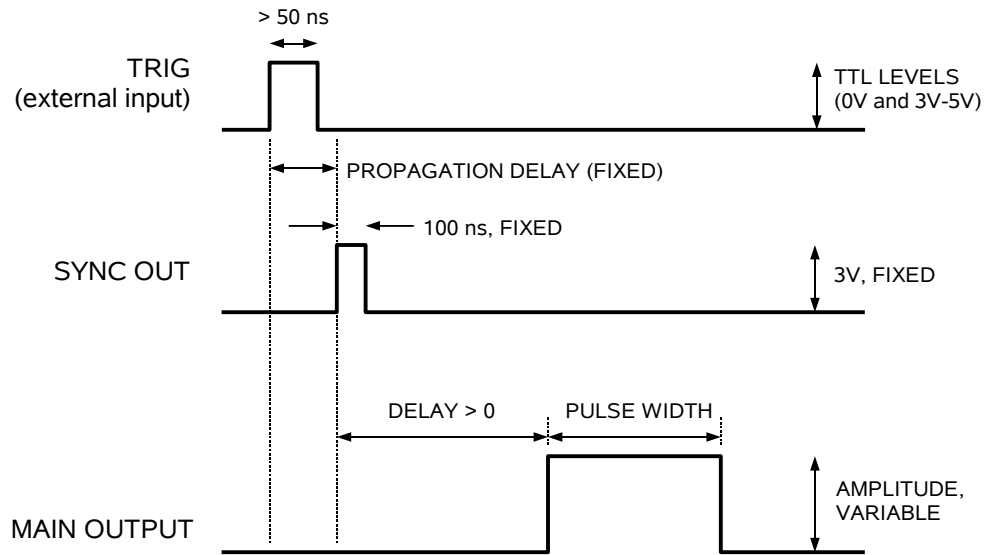 > 50 ns
TRIG
(external input)
TTL LEVELS
(0V and 3V-5V)
PROPAGATION DELAY (FIXED)
100 ns, FIXED
SYNC OUT
3V, FIXED
DELAY > 0
PULSE WIDTH
AMPLITUDE,
VARIABLE
MAIN OUTPUT